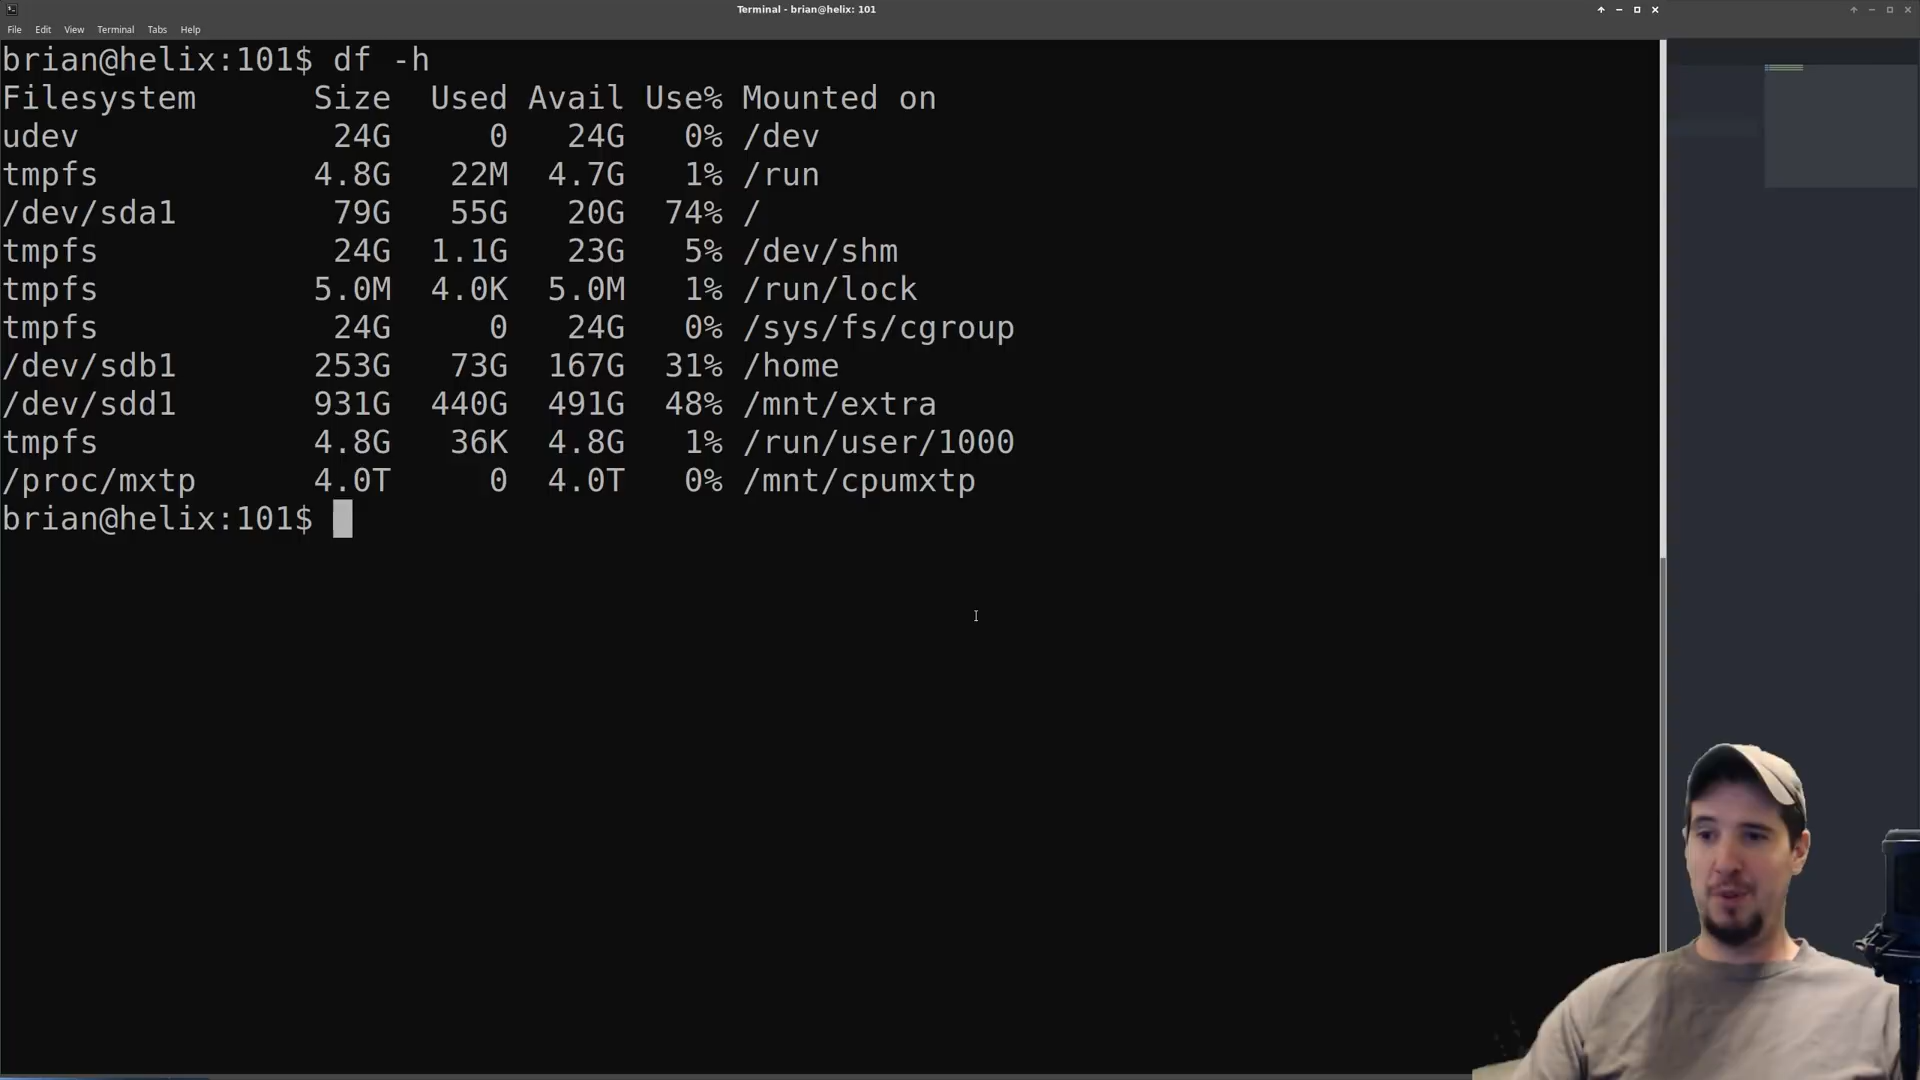 Terminal - brian@helix: 101
File Edit View Terminal Tabs Help
brian@helix:101$ df -h
Filesystem      Size  Used Avail Use% Mounted on
udev             24G     0   24G   0% /dev
tmpfs           4.8G   22M  4.7G   1% /run
/dev/sda1        79G   55G   20G  74% /
tmpfs            24G  1.1G   23G   5% /dev/shm
tmpfs           5.0M  4.0K  5.0M   1% /run/lock
tmpfs            24G     0   24G   0% /sys/fs/cgroup
/dev/sdb1       253G   73G  167G  31% /home
/dev/sdd1       931G  440G  491G  48% /mnt/extra
tmpfs           4.8G   36K  4.8G   1% /run/user/1000
/proc/mxtp      4.0T     0  4.0T   0% /mnt/cpumxtp
brian@helix:101$